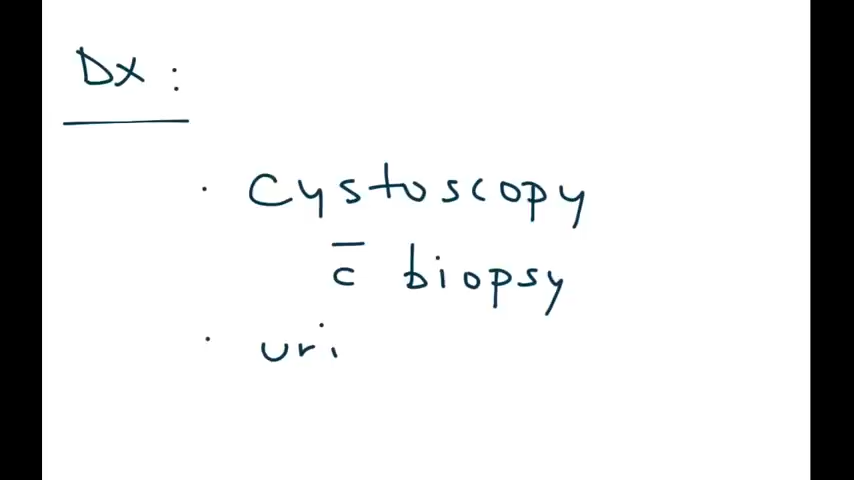 Dx :
· Cystoscopy
c̄ biopsy
· uri